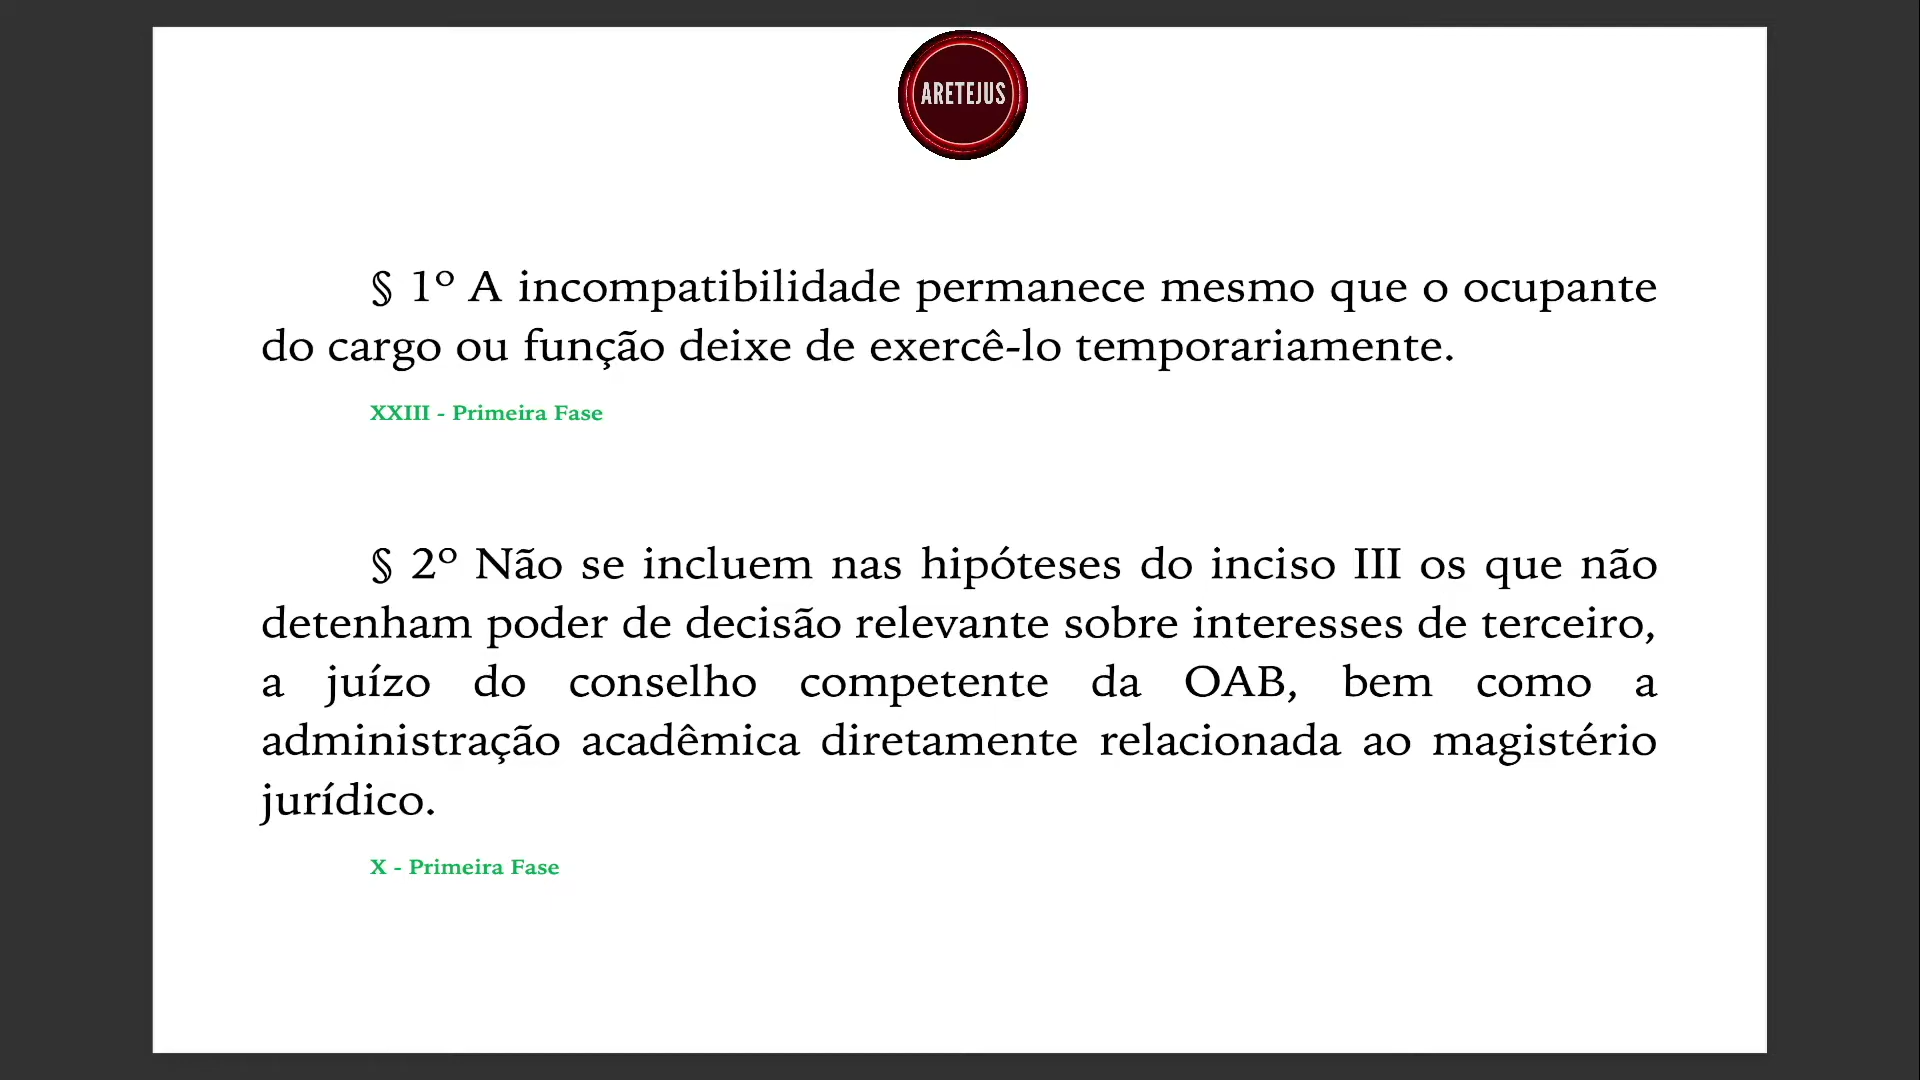 ARETEJUS
§ 1º A incompatibilidade permanece mesmo que o ocupante
do cargo ou função deixe de exercê-lo temporariamente.
XXIII - Primeira Fase
§ 2º Não se incluem nas hipóteses do inciso III os que não
detenham poder de decisão relevante sobre interesses de terceiro,
a juízo do conselho competente da OAB, bem como a
administração acadêmica diretamente relacionada ao magistério
jurídico.
X - Primeira Fase